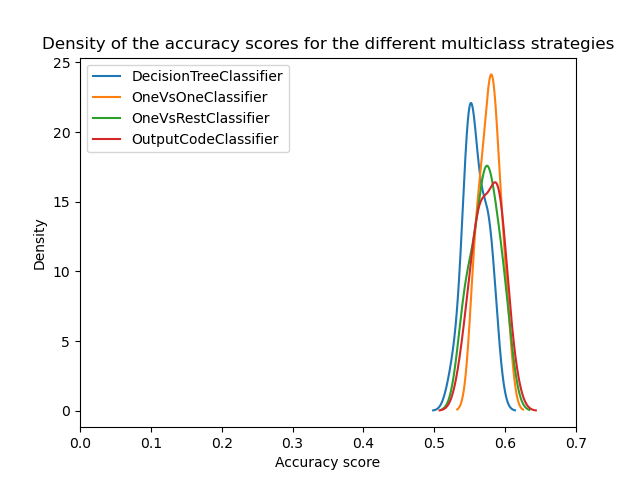 Density of the accuracy scores for the different multiclass strategies
25
20
15
10
5
0
Density
DecisionTreeClassifier
OneVsOneClassifier
OneVsRestClassifier
OutputCodeClassifier
0.0 0.1 0.2 0.3 0.4 0.5 0.6 0.7
Accuracy score